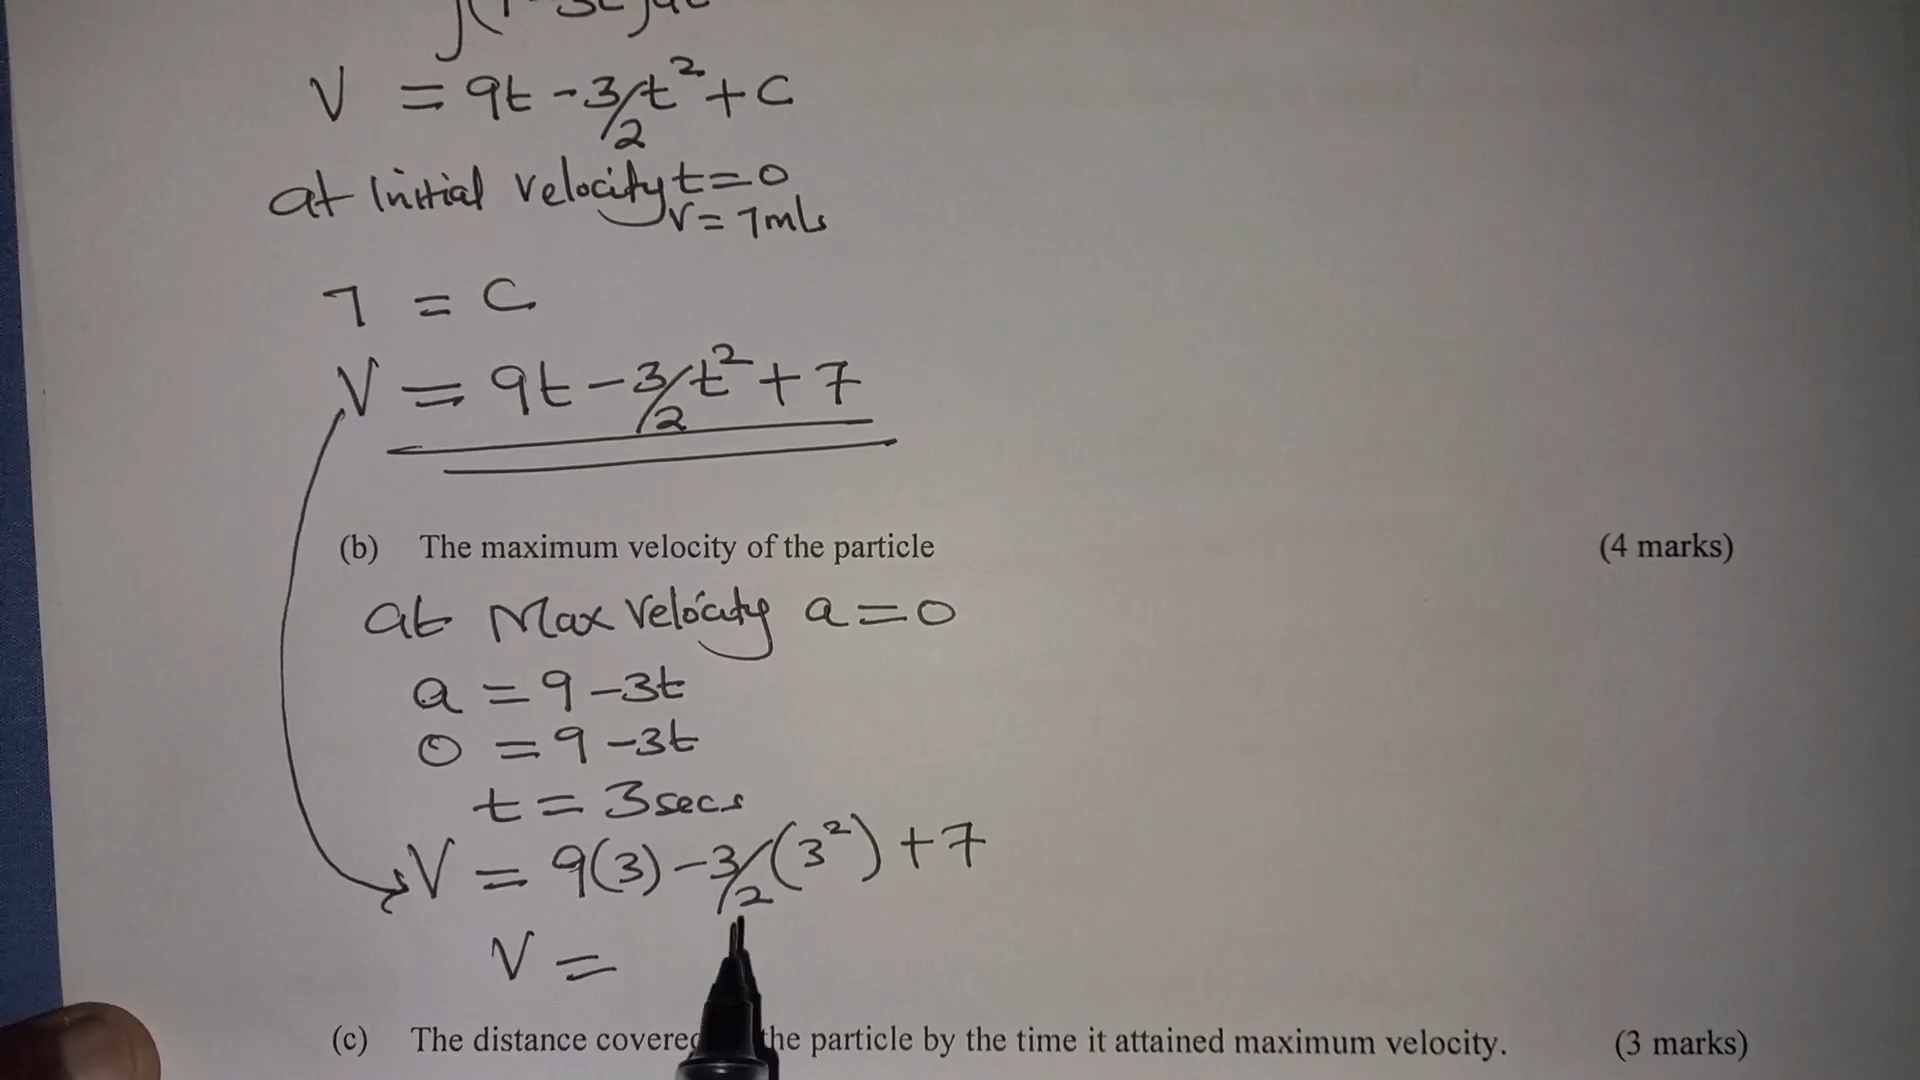 V = 9t - 3/2 t² + C
at Initial velocity t=0
V = 7m/s
7 = C
V = 9t - 3/2 t² + 7
(b) The maximum velocity of the particle (4 marks)
at Max Velocity a=0
a = 9 -3t
0 = 9 -3t
t = 3secs
V = 9(3) - 3/2 (3²) + 7
V =
(c) The distance covered the particle by the time it attained maximum velocity. (3 marks)